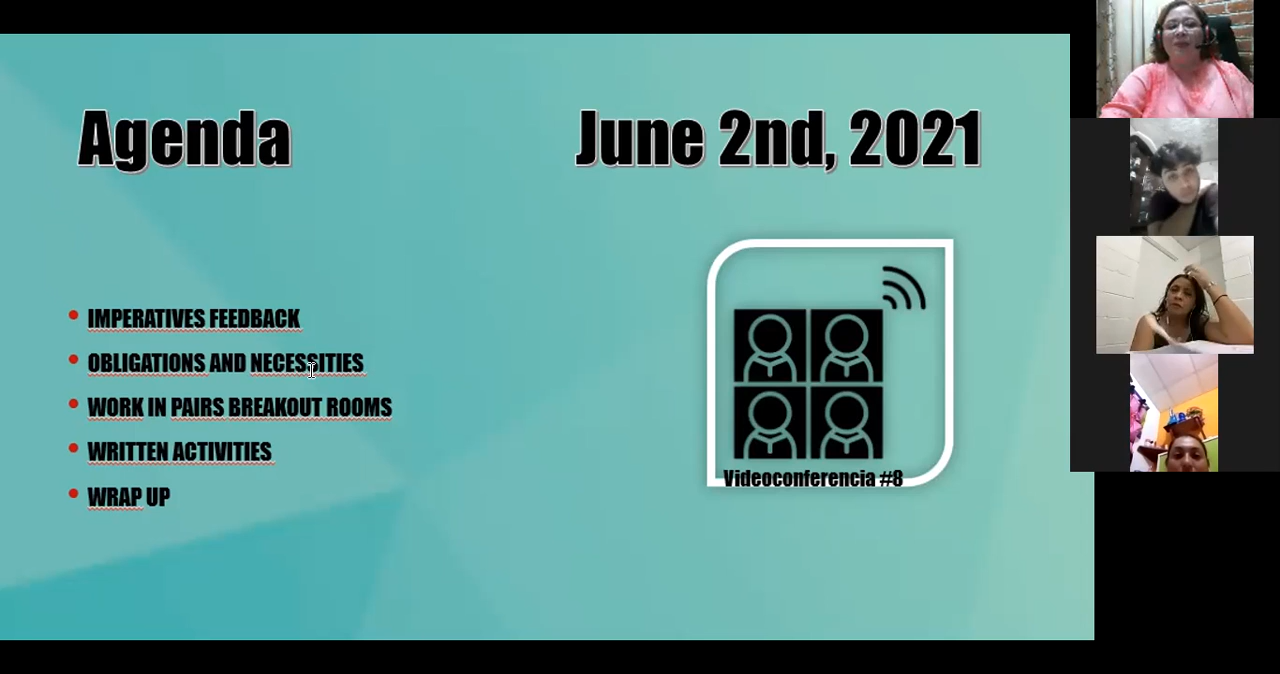 Agenda
June 2nd, 2021
IMPERATIVES FEEDBACK
OBLIGATIONS AND NECESSITIES
WORK IN PAIRS BREAKOUT ROOMS
WRITTEN ACTIVITIES
WRAP UP
Videoconferencia #8